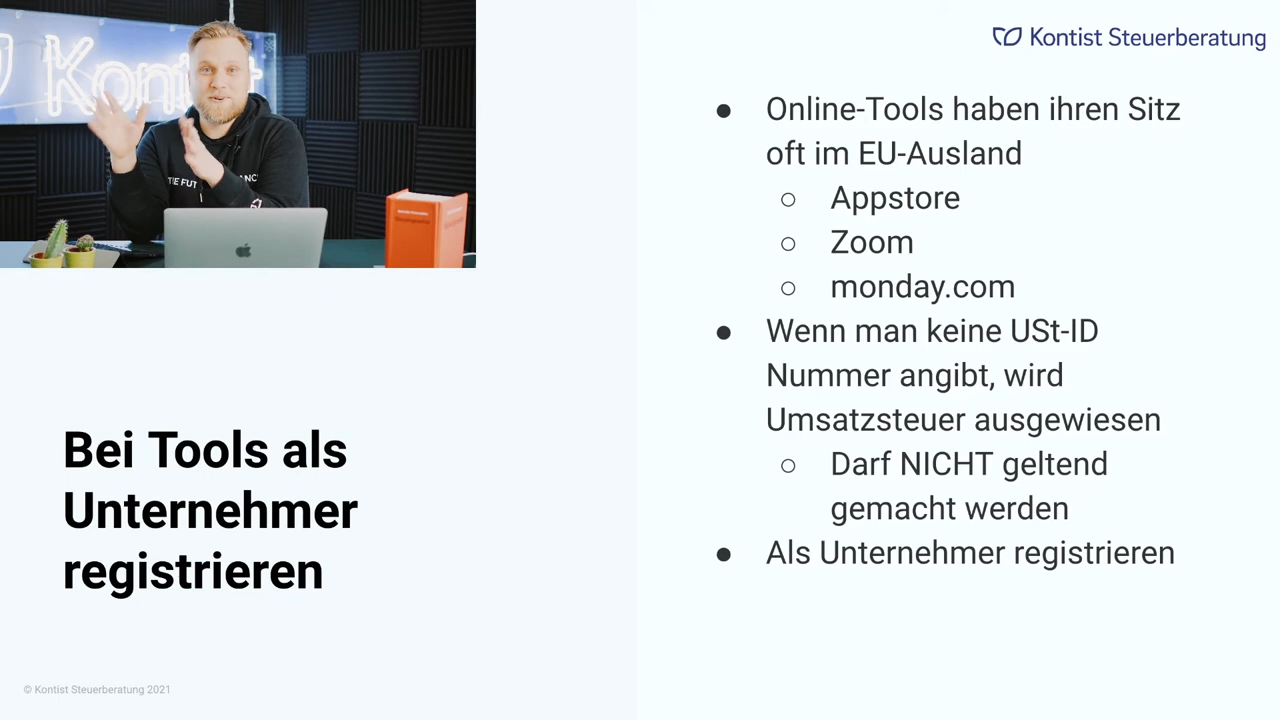 Kontist Steuerberatung
Bei Tools als
Unternehmer
registrieren
● Online-Tools haben ihren Sitz
oft im EU-Ausland
○ Appstore
○ Zoom
○ monday.com
● Wenn man keine USt-ID
Nummer angibt, wird
Umsatzsteuer ausgewiesen
○ Darf NICHT geltend
gemacht werden
● Als Unternehmer registrieren
© Kontist Steuerberatung 2021